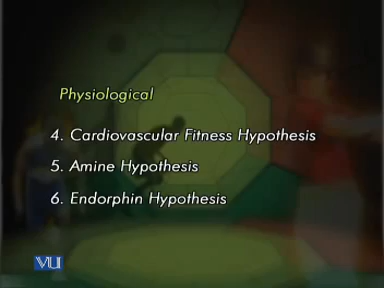 Physiological
4. Cardiovascular Fitness Hypothesis
5. Amine Hypothesis
6. Endorphin Hypothesis
VU